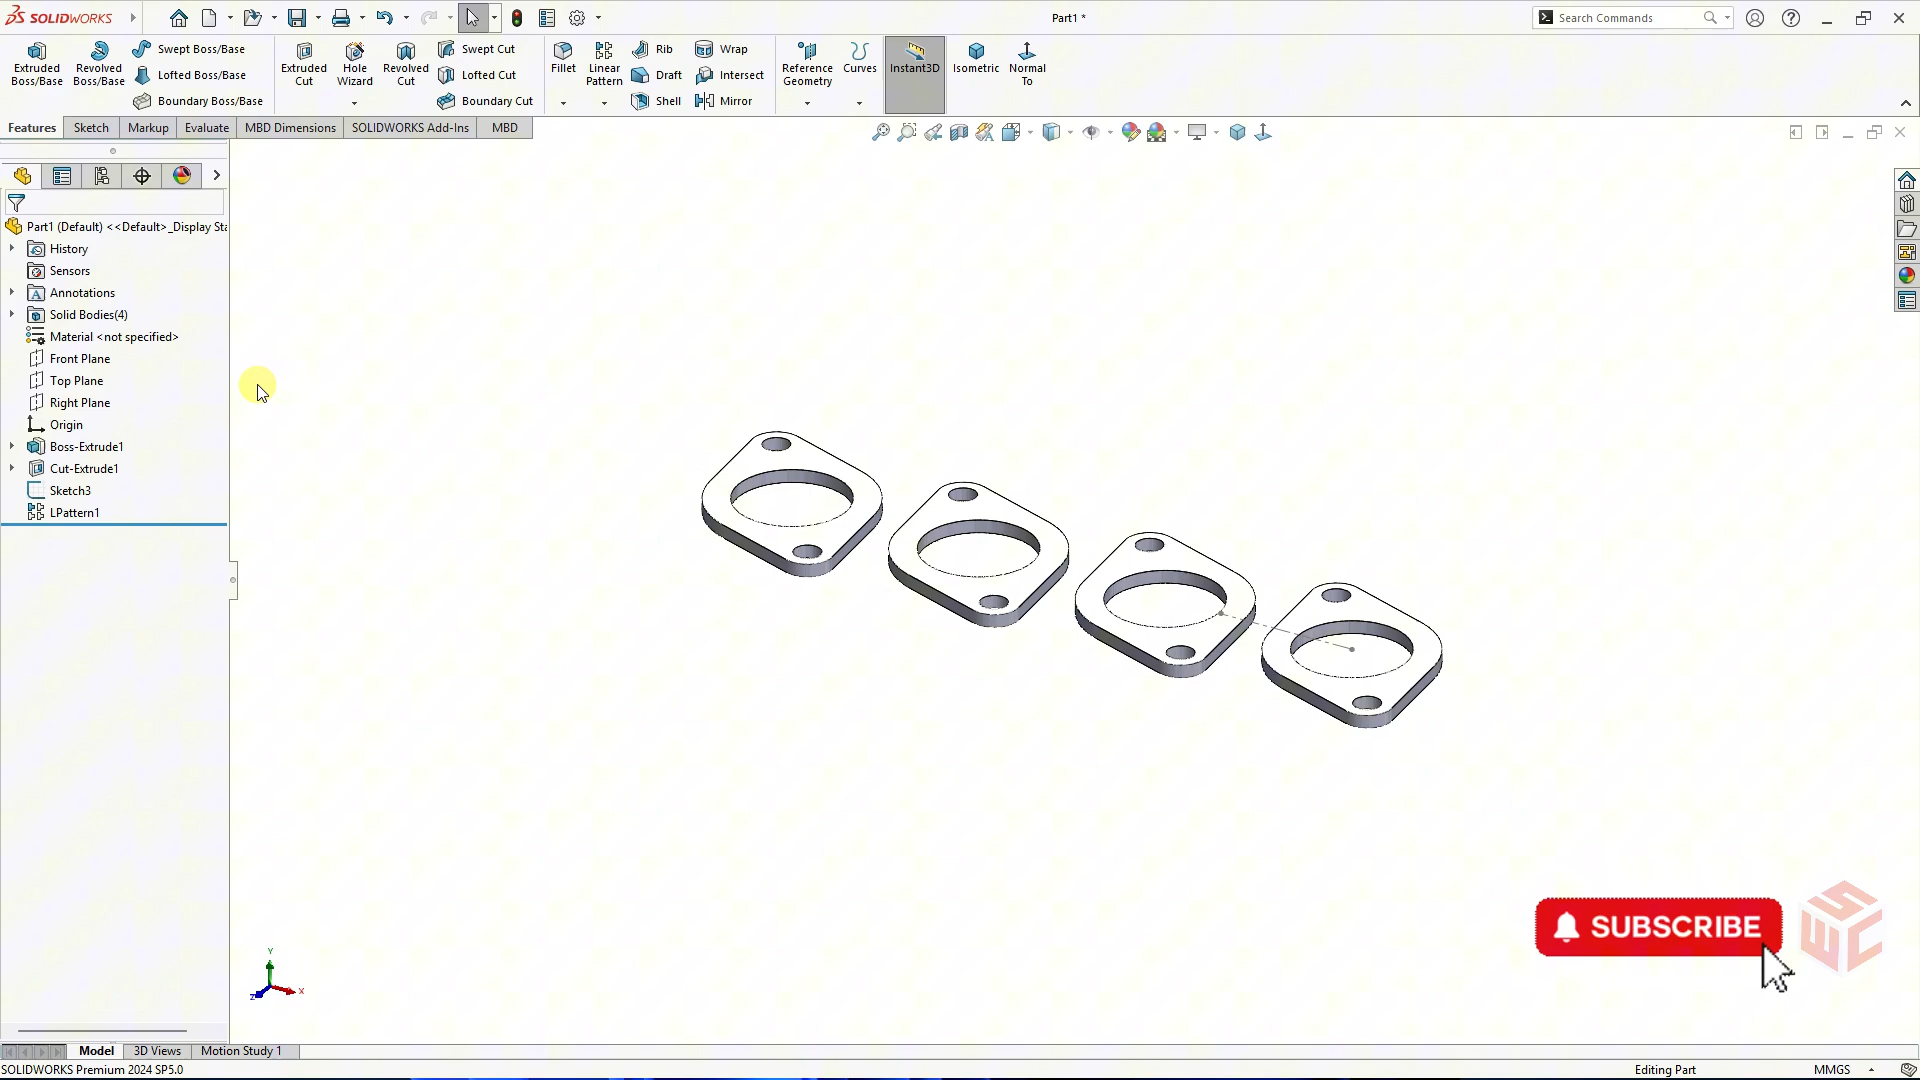 SOLIDWORKS
Part1 *
Search Commands
Extruded Boss/Base
Revolved Boss/Base
Swept Boss/Base
Lofted Boss/Base
Boundary Boss/Base
Extruded Cut
Hole Wizard
Revolved Cut
Swept Cut
Lofted Cut
Boundary Cut
Fillet
Linear Pattern
Rib
Draft
Shell
Wrap
Intersect
Mirror
Reference Geometry
Curves
Instant3D
Isometric
Normal To
Features
Sketch
Markup
Evaluate
MBD Dimensions
SOLIDWORKS Add-Ins
MBD
Part1 (Default) <<Default>_Display Sta
History
Sensors
Annotations
Solid Bodies(4)
Material <not specified>
Front Plane
Top Plane
Right Plane
Origin
Boss-Extrude1
Cut-Extrude1
Sketch3
LPattern1
Y
X
Z
SUBSCRIBE
SWC
Model
3D Views
Motion Study 1
SOLIDWORKS Premium 2024 SP5.0
Editing Part
MMGS